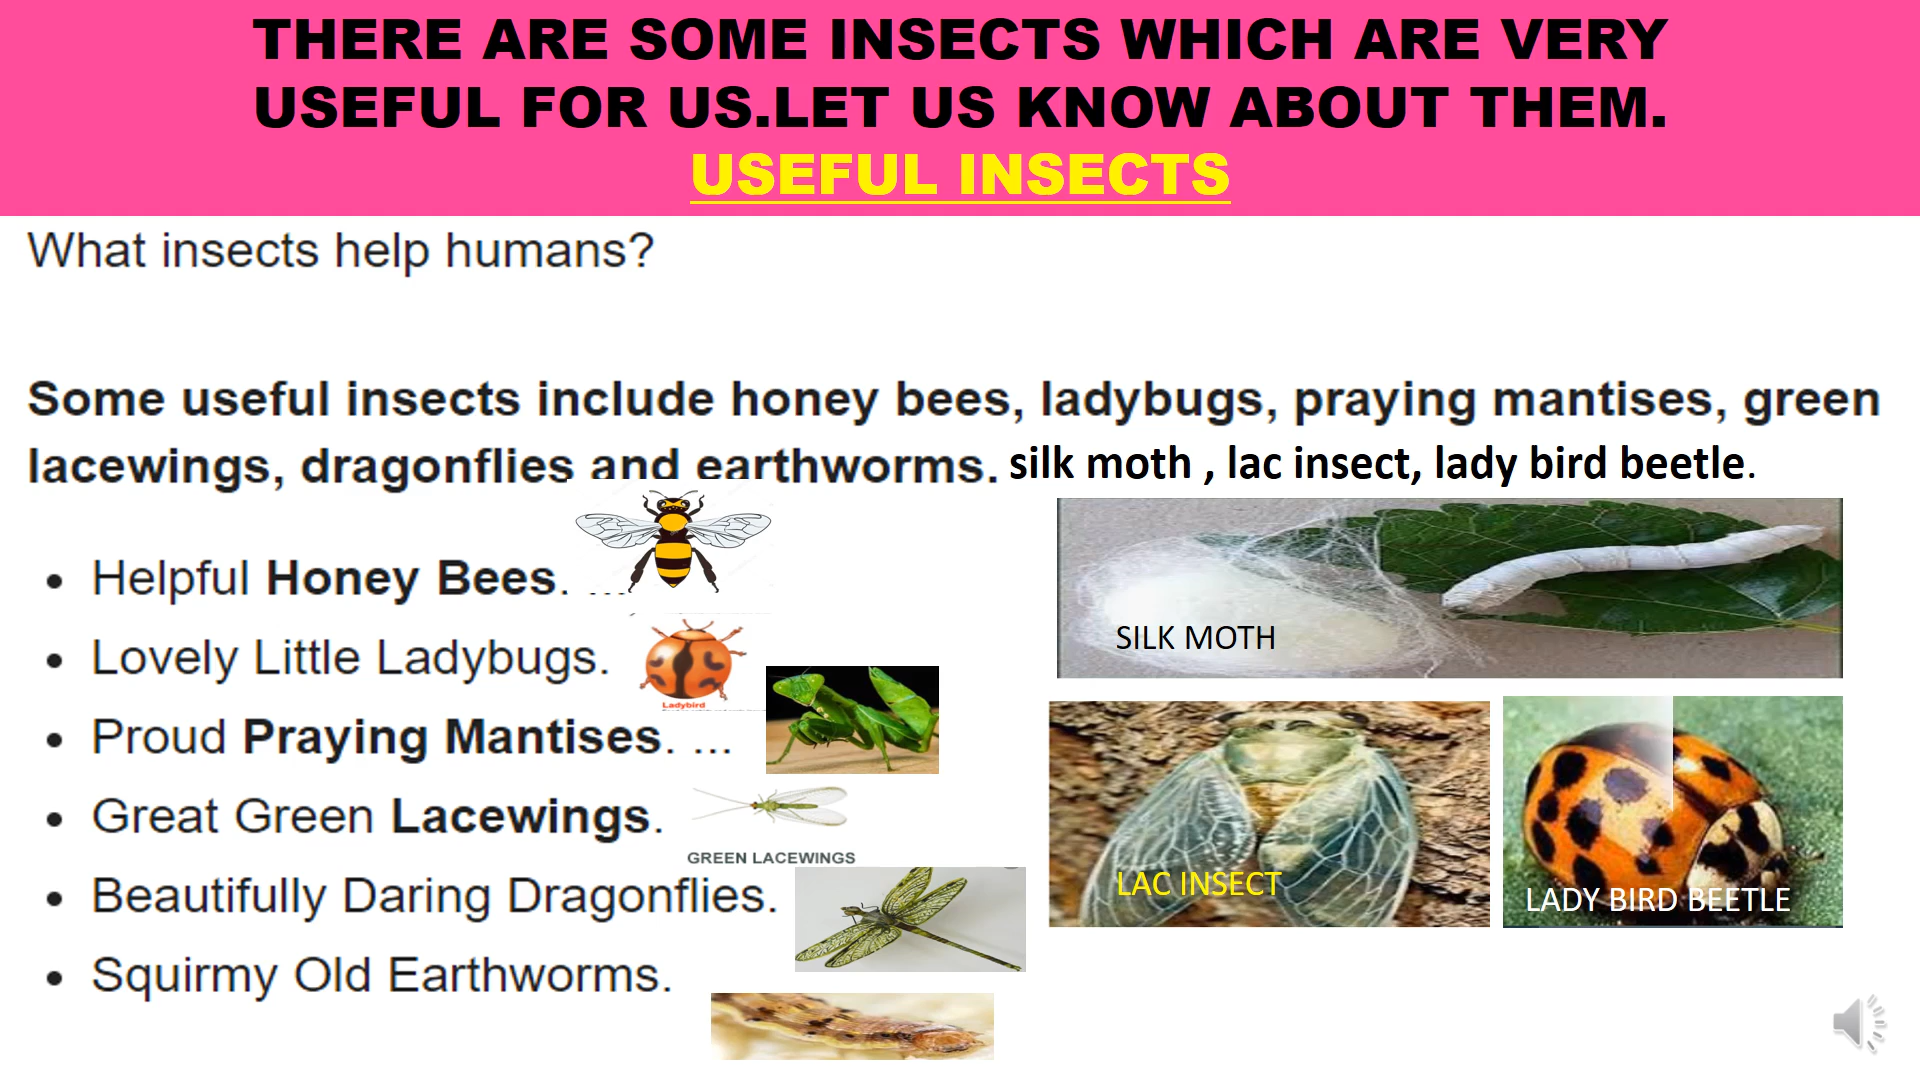 THERE ARE SOME INSECTS WHICH ARE VERY
USEFUL FOR US.LET US KNOW ABOUT THEM.
USEFUL INSECTS
What insects help humans?
Some useful insects include honey bees, ladybugs, praying mantises, green
lacewings, dragonflies and earthworms. silk moth , lac insect, lady bird beetle.
• Helpful Honey Bees. ...
• Lovely Little Ladybugs.
Ladybird
• Proud Praying Mantises. ...
• Great Green Lacewings.
GREEN LACEWINGS
• Beautifully Daring Dragonflies.
• Squirmy Old Earthworms.
SILK MOTH
LAC INSECT
LADY BIRD BEETLE